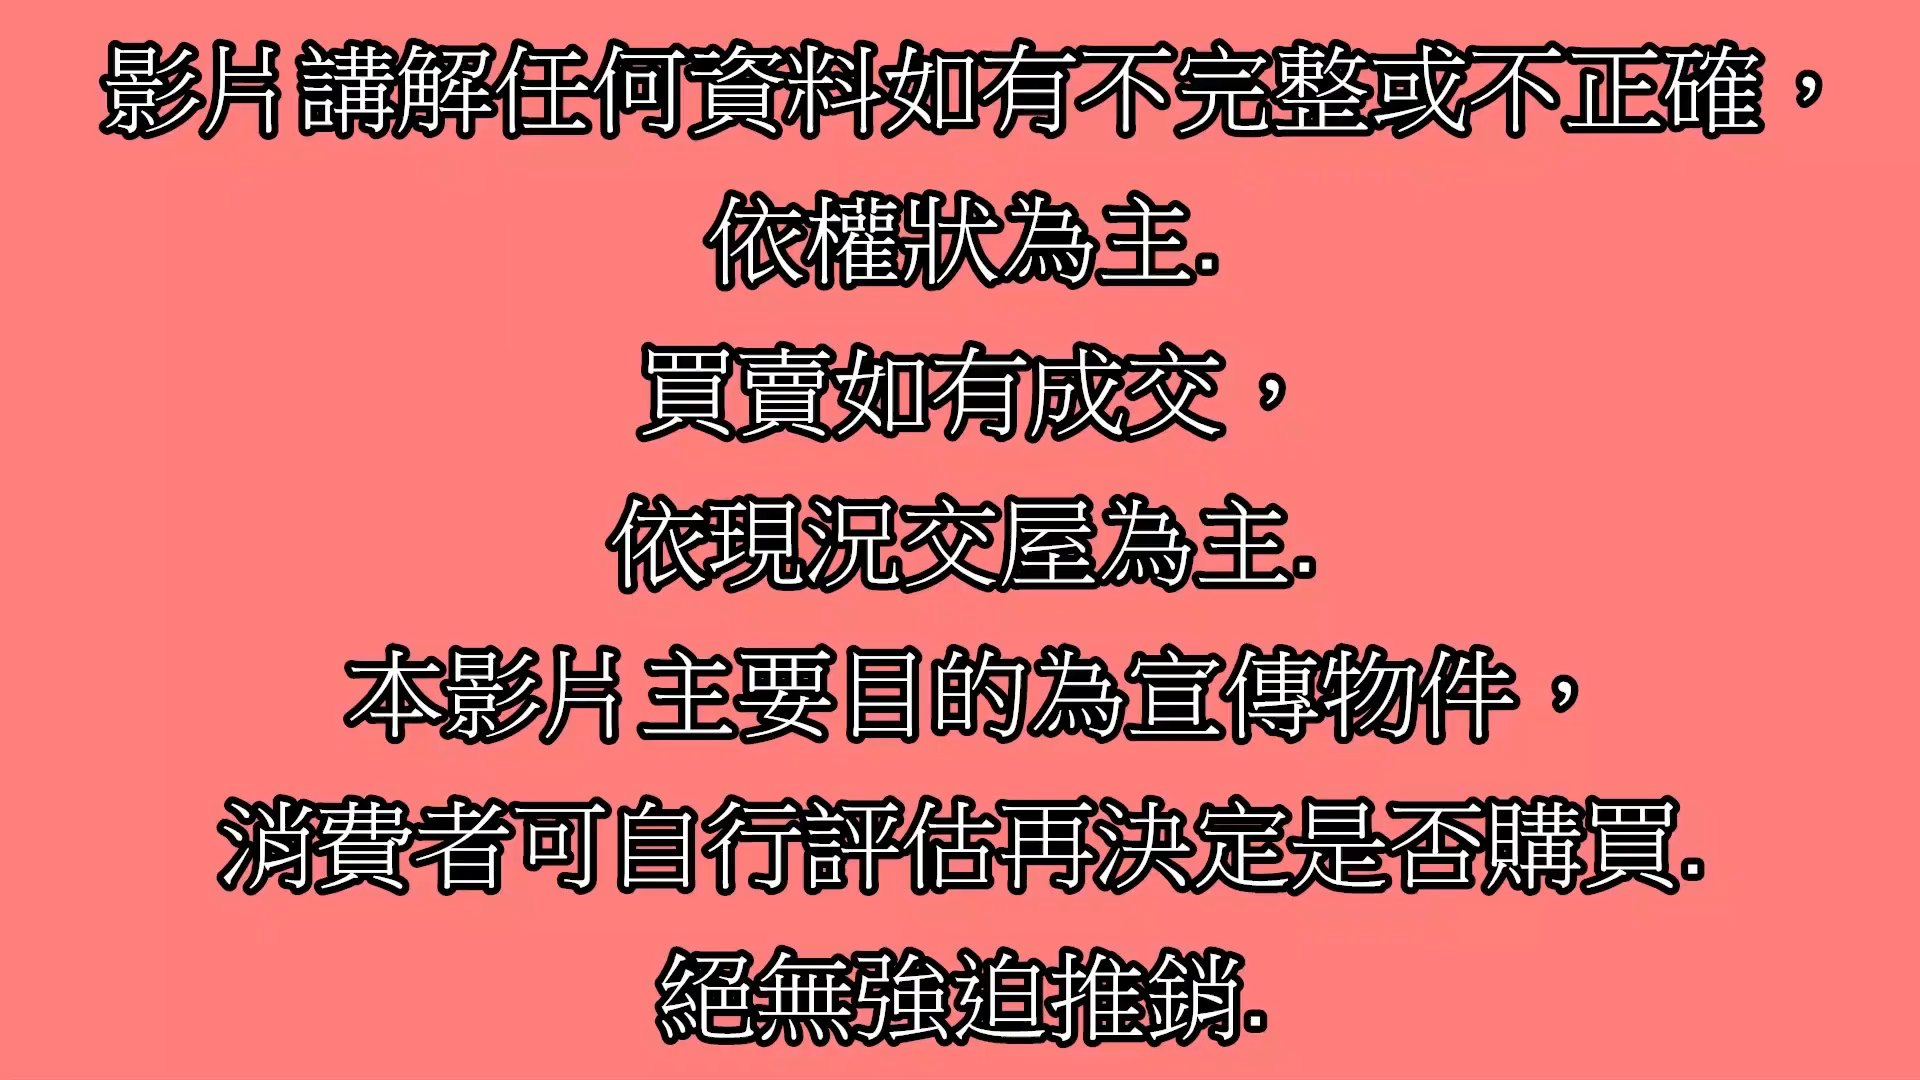 影片講解任何資料如有不完整或不正確，
依權狀為主.
買賣如有成交，
依現況交屋為主.
本影片主要目的為宣傳物件，
消費者可自行評估再決定是否購買.
絕無強迫推銷.